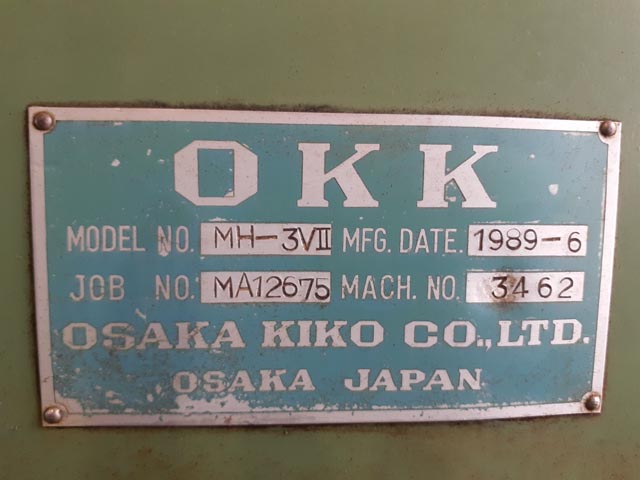 OKK
MODEL NO. MH-3VII MFG. DATE. 1989-6
JOB NO. MA12675 MACH. NO. 3462
OSAKA KIKO CO.,LTD.
OSAKA JAPAN